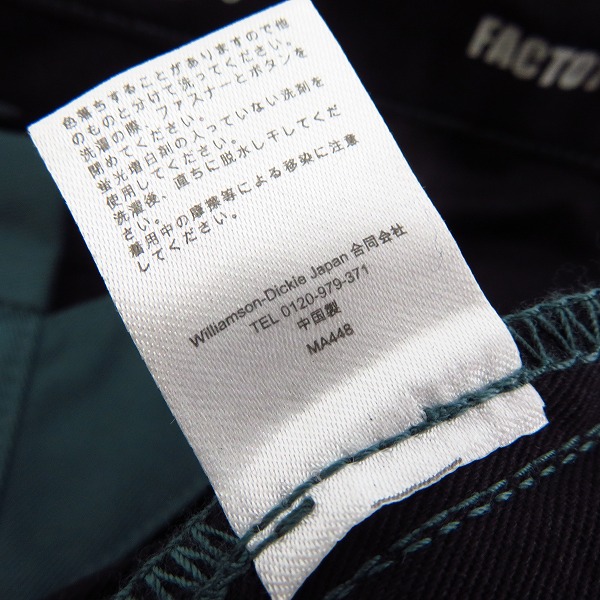 色落ちすることがありますので他
のものと分けて洗ってください。
洗濯の際、ファスナーとボタンを
閉めてください。
蛍光増白剤の入っていない洗剤を
使用してください。
洗濯後、直ちに脱水し干してくだ
さい。
着用中の摩擦等による移染に注意
してください。
Williamson-Dickie Japan 合同会社
TEL 0120-979-371
中国製
MA448
FACTO